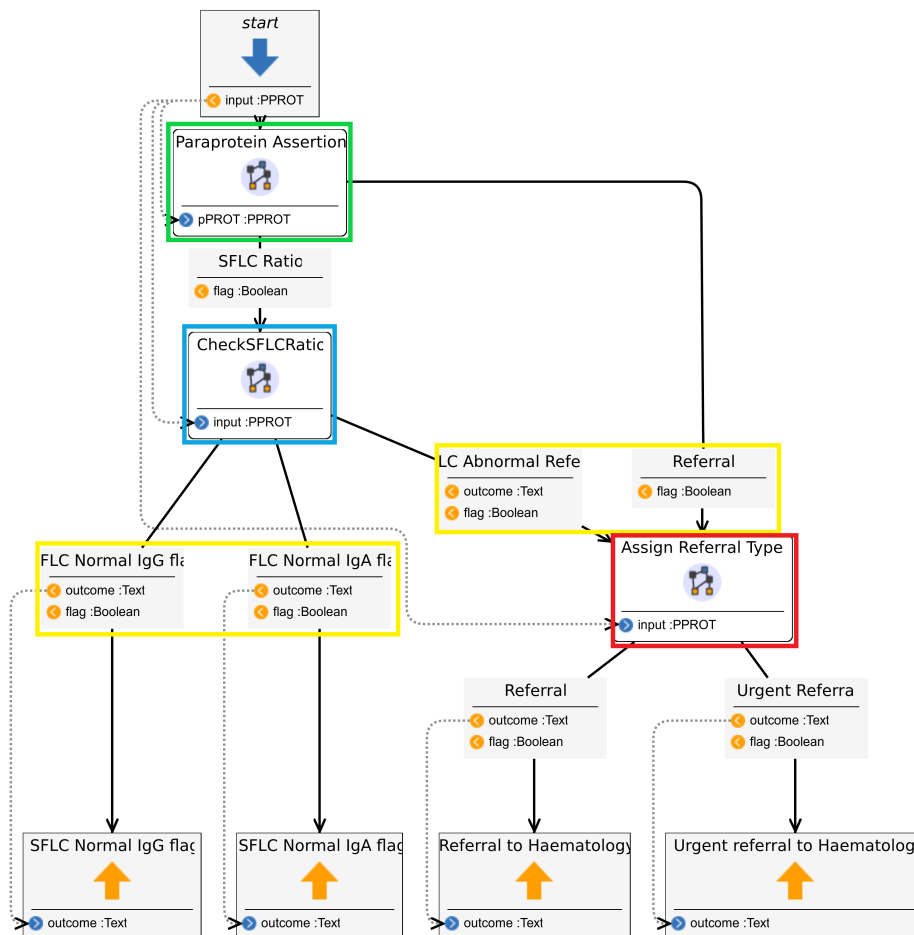 start
input :PPROT
Paraprotein Assertion
pPROT :PPROT
SFLC Ratio
flag :Boolean
CheckSFLCRatio
input :PPROT
LC Abnormal Refe
outcome :Text
flag :Boolean
Referral
flag :Boolean
Assign Referral Type
input :PPROT
FLC Normal IgG fla
outcome :Text
flag :Boolean
FLC Normal IgA fla
outcome :Text
flag :Boolean
Referral
outcome :Text
flag :Boolean
Urgent Referra
outcome :Text
flag :Boolean
SFLC Normal IgG flag
outcome :Text
SFLC Normal IgA flag
outcome :Text
Referral to Haematology
outcome :Text
Urgent referral to Haematolog
outcome :Text